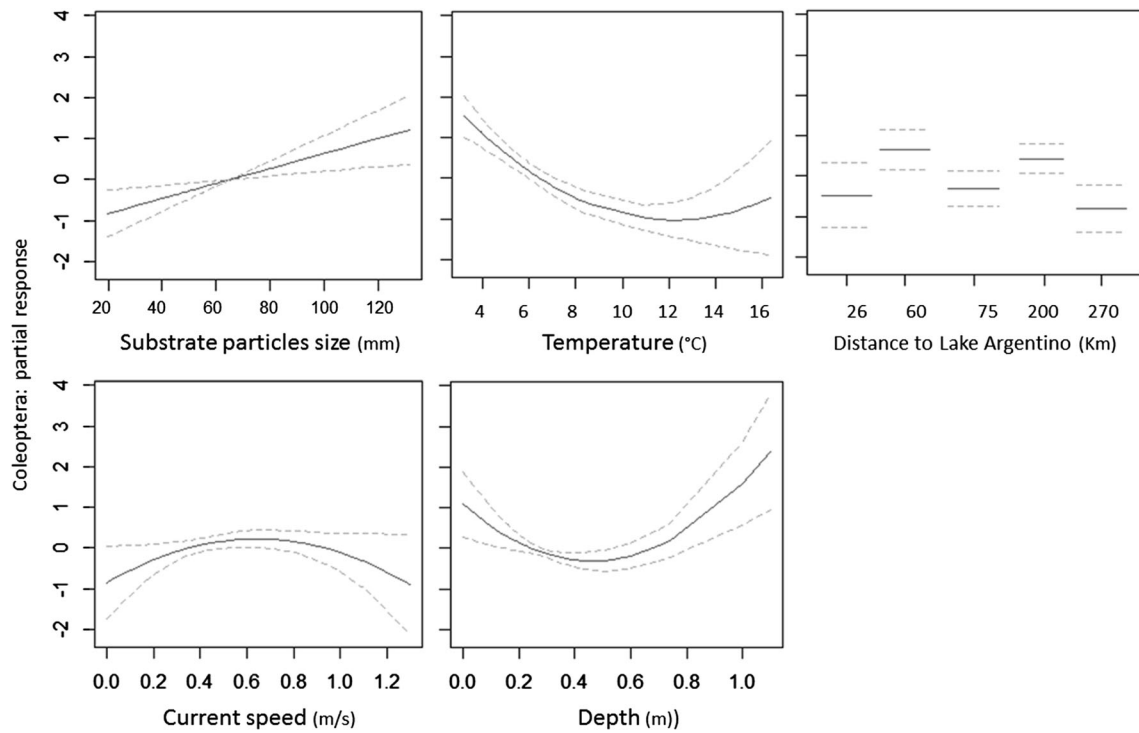 Coleoptera: partial response
4
3
2
1
0
-1
-2
20 40 60 80 100 120
Substrate particles size (mm)
4 6 8 10 12 14 16
Temperature (°C)
26 60 75 200 270
Distance to Lake Argentino (Km)
4
3
2
1
0
-1
-2
0.0 0.2 0.4 0.6 0.8 1.0 1.2
Current speed (m/s)
0.0 0.2 0.4 0.6 0.8 1.0
Depth (m))